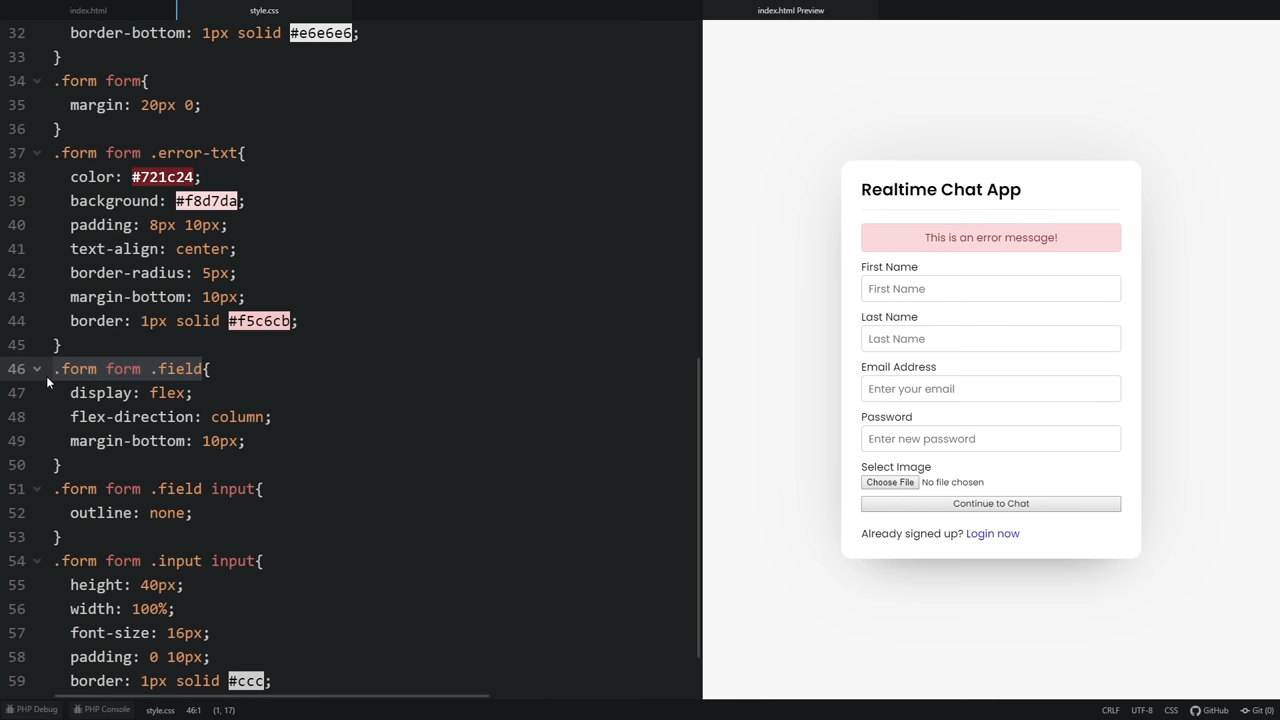 index.html
style.css
index.html Preview
32 border-bottom: 1px solid #e6e6e6;
33 }
34 .form form{
35 margin: 20px 0;
36 }
37 .form form .error-txt{
38 color: #721c24;
39 background: #f8d7da;
40 padding: 8px 10px;
41 text-align: center;
42 border-radius: 5px;
43 margin-bottom: 10px;
44 border: 1px solid #f5c6cb;
45 }
46 .form form .field{
47 display: flex;
48 flex-direction: column;
49 margin-bottom: 10px;
50 }
51 .form form .field input{
52 outline: none;
53 }
54 .form form .input input{
55 height: 40px;
56 width: 100%;
57 font-size: 16px;
58 padding: 0 10px;
59 border: 1px solid #ccc;
Realtime Chat App
This is an error message!
First Name
First Name
Last Name
Last Name
Email Address
Enter your email
Password
Enter new password
Select Image
Choose File No file chosen
Continue to Chat
Already signed up? Login now
PHP Debug PHP Console style.css 46:1 (1, 17) CRLF UTF-8 CSS GitHub Git (0)